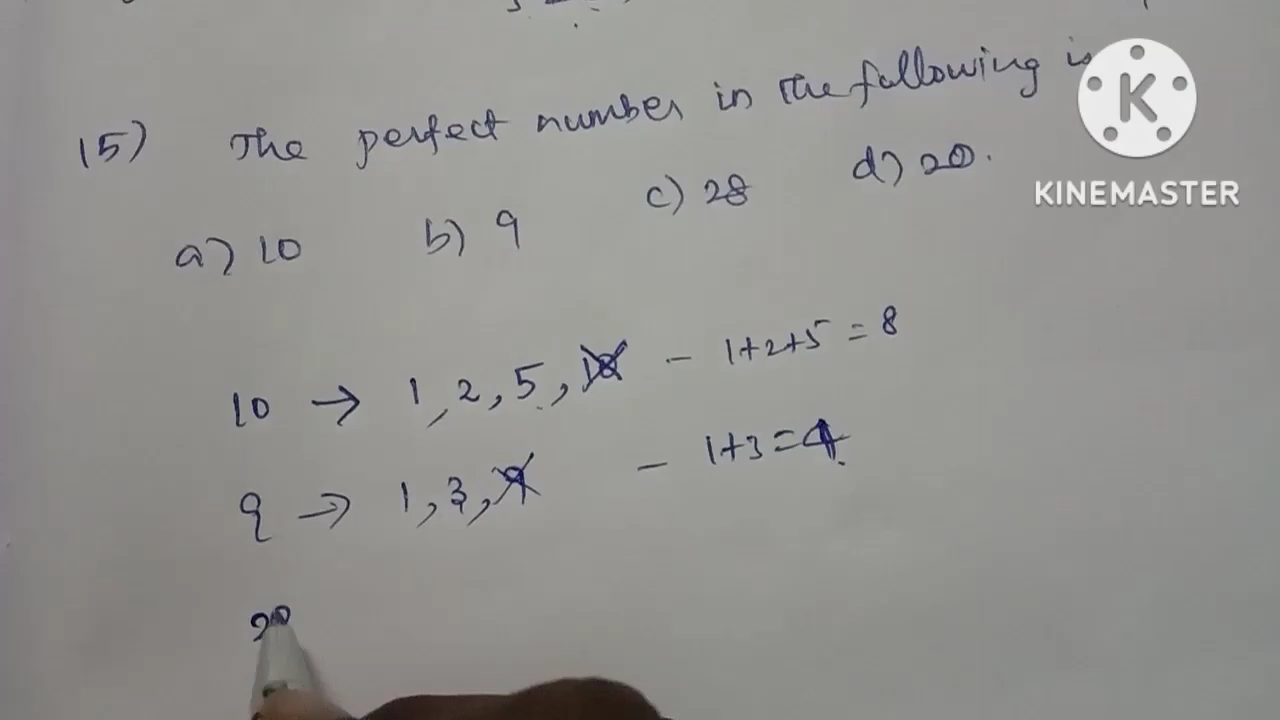 15) The perfect number in the following is
a) 10 b) 9 c) 28 d) 20.
10 → 1, 2, 5, 10 - 1+2+5 = 8
9 → 1, 3, 9 - 1+3 = 4
K
KINEMASTER